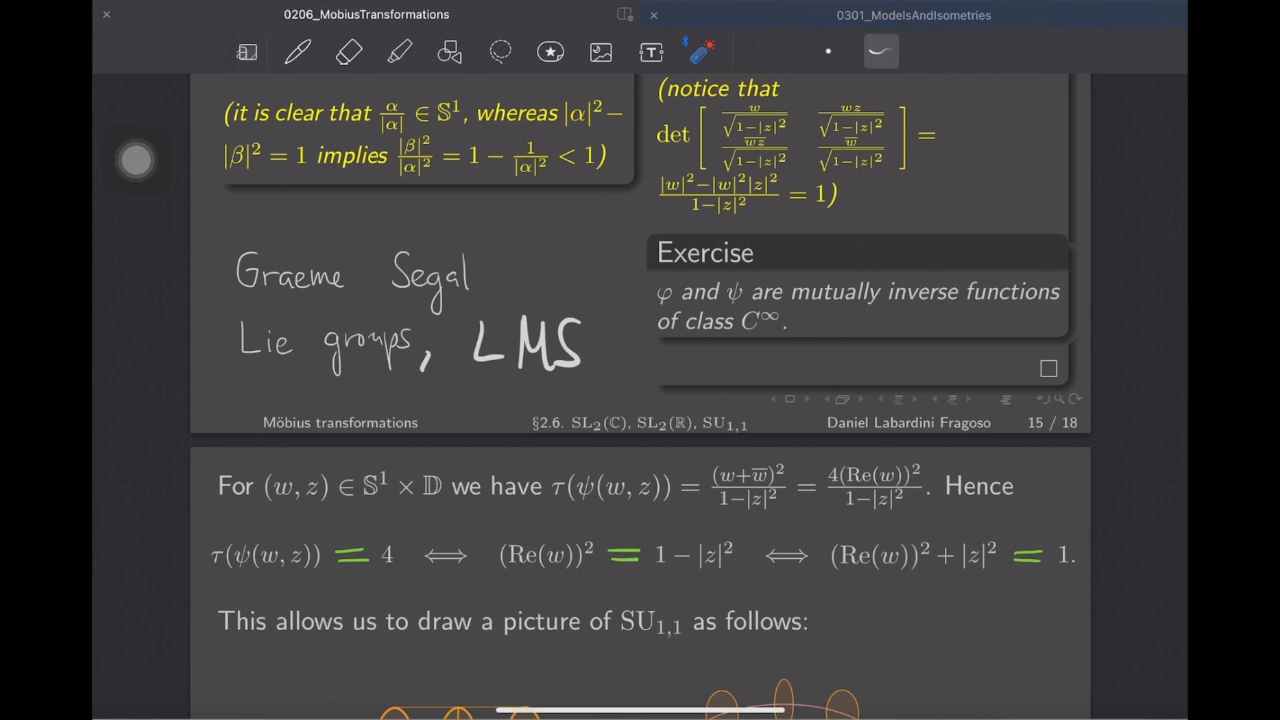 0206_MobiusTransformations
0301_ModelsAndIsometries
(it is clear that α/|α| ∈ 𝕊¹, whereas |α|² −
|β|² = 1 implies |β|²/|α|² = 1 − 1/|α|² < 1)
Graeme Segal
Lie groups, LMS
(notice that
det [ w/√(1−|z|²) wz/√(1−|z|²)
w̅z̅/√(1−|z|²) w̅/√(1−|z|²) ] =
(|w|²−|w|²|z|²)/(1−|z|²) = 1)
Exercise
φ and ψ are mutually inverse functions
of class C^∞.
Möbius transformations §2.6. SL₂(ℂ), SL₂(ℝ), SU₁,₁ Daniel Labardini Fragoso 15 / 18
For (w, z) ∈ 𝕊¹ × 𝔻 we have τ(ψ(w, z)) = (w+w̅)²/(1−|z|²) = 4(Re(w))²/(1−|z|²). Hence
τ(ψ(w, z)) = 4 ⟺ (Re(w))² = 1 − |z|² ⟺ (Re(w))² + |z|² = 1.
This allows us to draw a picture of SU₁,₁ as follows: